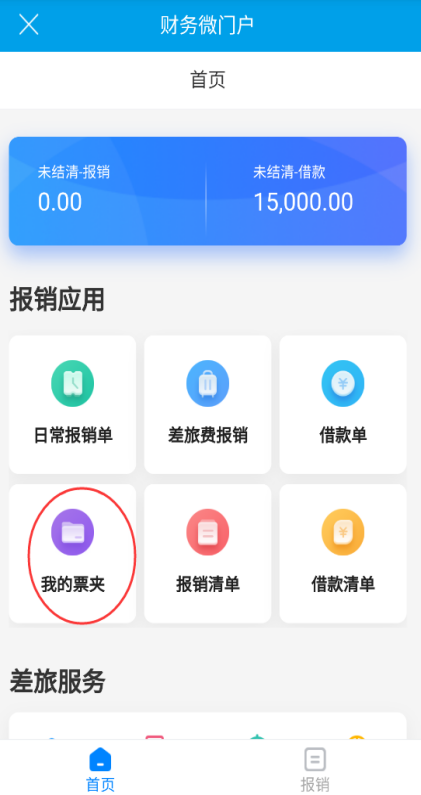 财务微门户
首页
未结清-报销 未结清-借款
0.00 15,000.00
报销应用
日常报销单 差旅费报销 借款单
我的票夹 报销清单 借款清单
差旅服务
首页 报销